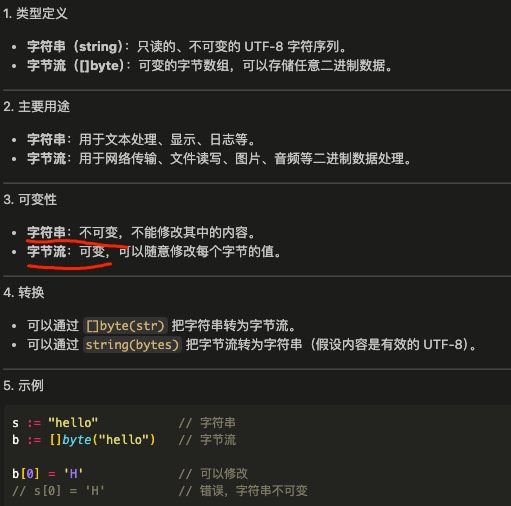 1. 类型定义
• 字符串（string）：只读的、不可变的 UTF-8 字符序列。
• 字节流（[]byte）：可变的字节数组，可以存储任意二进制数据。
2. 主要用途
• 字符串：用于文本处理、显示、日志等。
• 字节流：用于网络传输、文件读写、图片、音频等二进制数据处理。
3. 可变性
• 字符串：不可变，不能修改其中的内容。
• 字节流：可变，可以随意修改每个字节的值。
4. 转换
• 可以通过 []byte(str) 把字符串转为字节流。
• 可以通过 string(bytes) 把字节流转为字符串（假设内容是有效的 UTF-8）。
5. 示例
s := "hello" // 字符串
b := []byte("hello") // 字节流
b[0] = 'H' // 可以修改
// s[0] = 'H' // 错误，字符串不可变